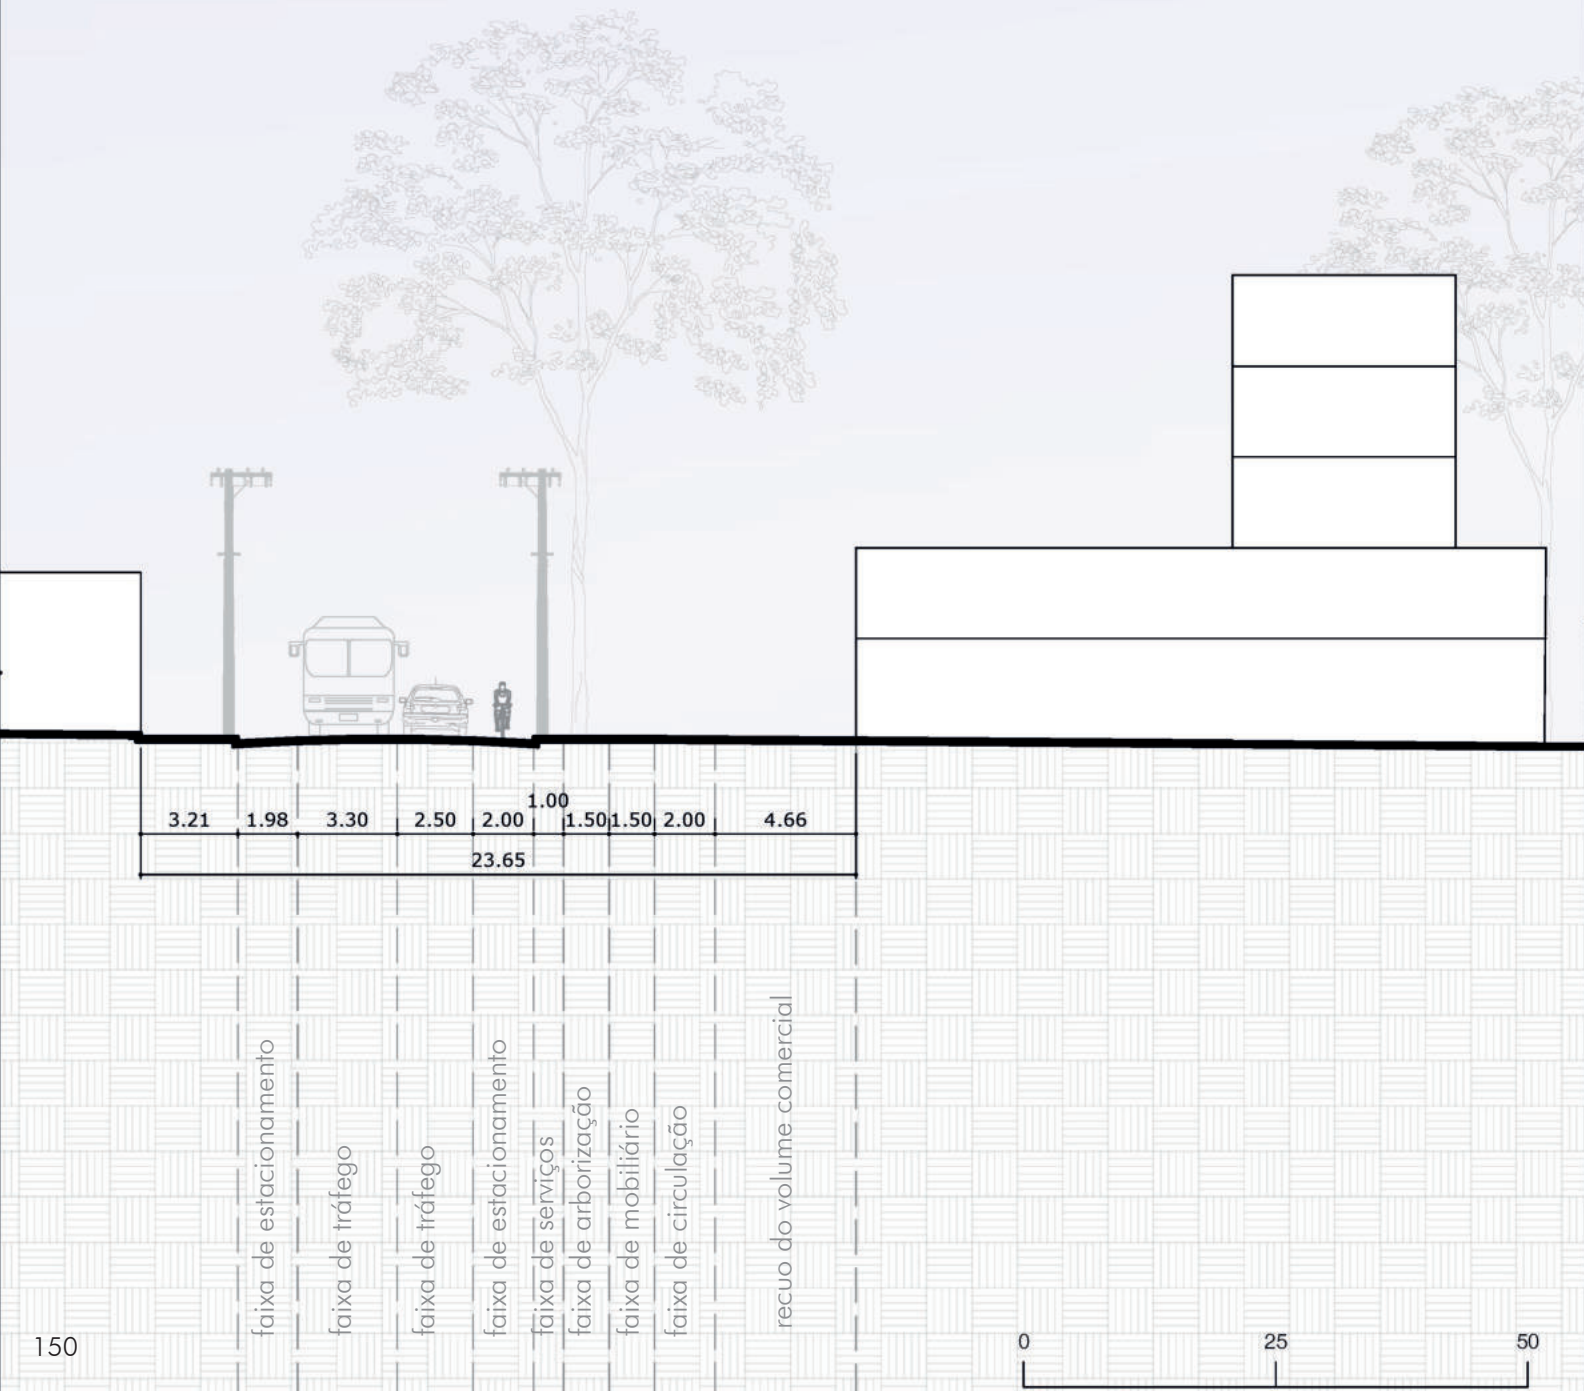 1.00
3.21 1.98 3.30 2.50 2.00 1.50 1.50 2.00 4.66
23.65
faixa de estacionamento
faixa de tráfego
faixa de tráfego
faixa de estacionamento
faixa de serviços
faixa de arborização
faixa de mobiliário
faixa de circulação
recuo do volume comercial
150
0 25 50